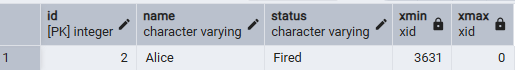 id name status xmin xmax
[PK] integer character varying character varying xid xid
1 2 Alice Fired 3631 0